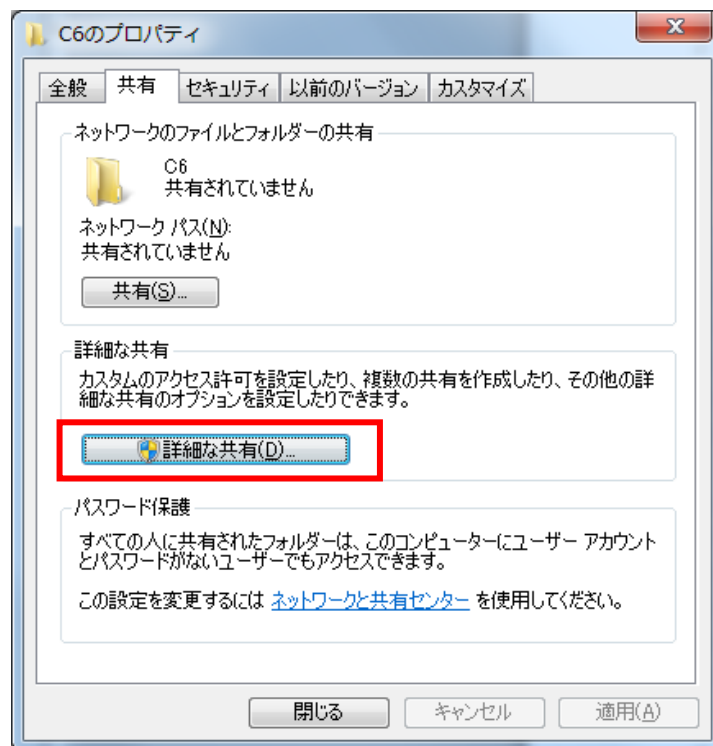 C6のプロパティ
全般 共有 セキュリティ 以前のバージョン カスタマイズ
ネットワークのファイルとフォルダーの共有
C6
共有されていません
ネットワーク パス(N):
共有されていません
共有(S)...
詳細な共有
カスタムのアクセス許可を設定したり、複数の共有を作成したり、その他の詳
細な共有のオプションを設定したりできます。
詳細な共有(D)...
パスワード保護
すべての人に共有されたフォルダーは、このコンピューターにユーザー アカウント
とパスワードがないユーザーでもアクセスできます。
この設定を変更するには ネットワークと共有センター を使用してください。
閉じる キャンセル 適用(A)